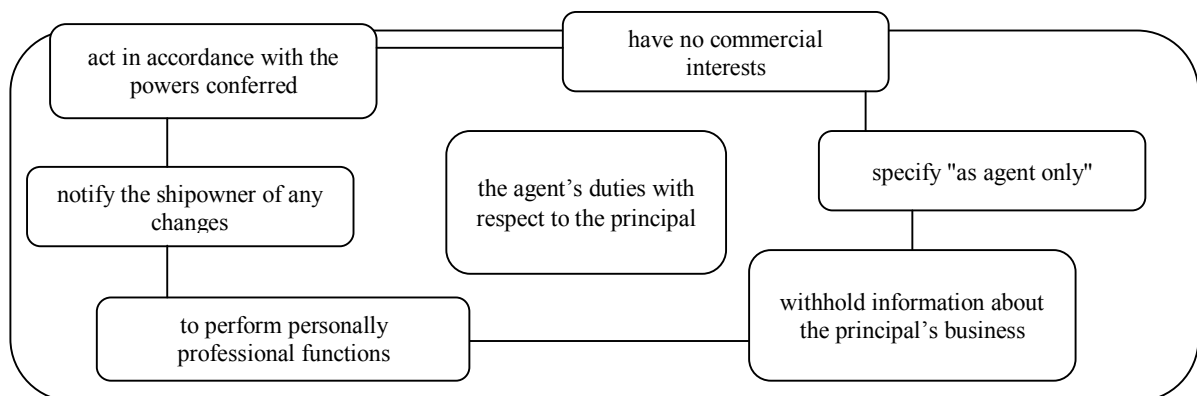 act in accordance with the
powers conferred
have no commercial
interests
notify the shipowner of any
changes
the agent’s duties with
respect to the principal
specify "as agent only"
to perform personally
professional functions
withhold information about
the principal’s business